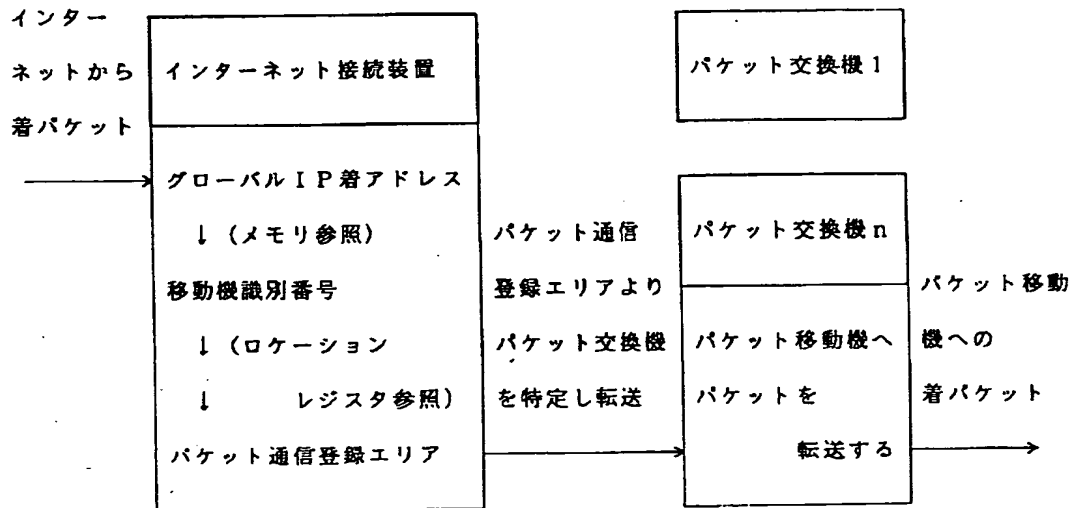 インター
ネットから
着パケット
インターネット接続装置
グローバルIP着アドレス
↓(メモリ参照)
移動機識別番号
↓(ロケーション
↓ レジスタ参照)
パケット通信登録エリア
パケット通信
登録エリアより
パケット交換機
を特定し転送
パケット交換機1
パケット交換機n
パケット移動機へ
パケットを
転送する
パケット移動
機への
着パケット